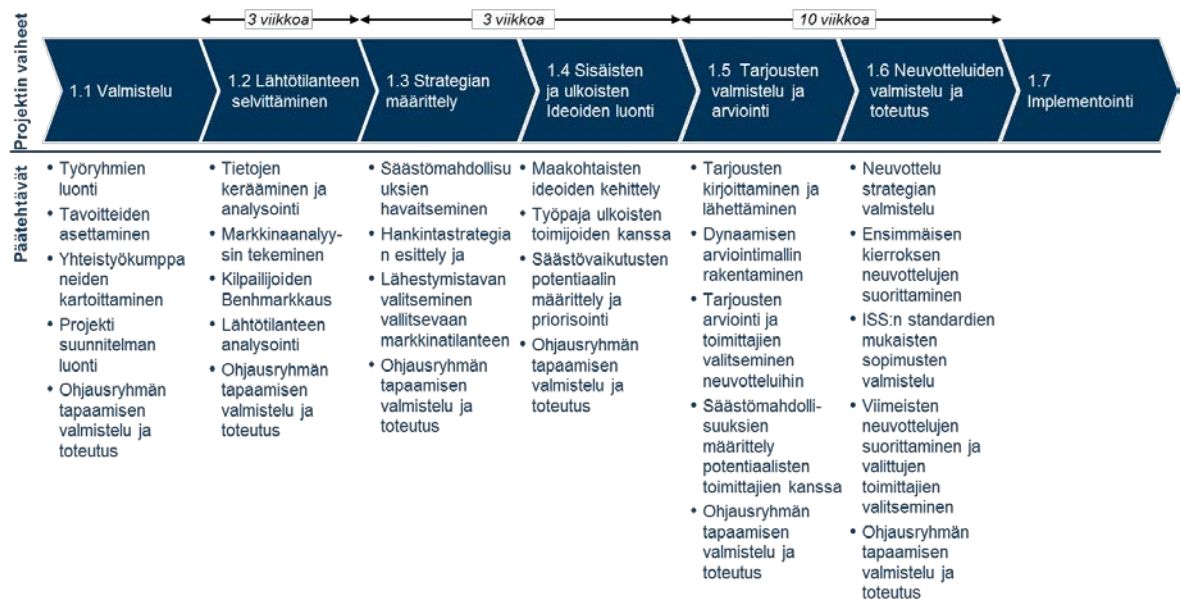 3 viikkoa
3 viikkoa
10 viikkoa
Projektin vaiheet
1.1 Valmistelu
1.2 Lähtötilanteen
selvittäminen
1.3 Strategian
määrittely
1.4 Sisäisten
ja ulkoisten
Ideoiden luonti
1.5 Tarjousten
valmistelu ja
arviointi
1.6 Neuvotteluiden
valmistelu ja
toteutus
1.7
Implementointi
Päätehtävät
• Työryhmien
luonti
• Tavoitteiden
asettaminen
• Yhteistyökumppa
neiden
kartoittaminen
• Projekti
suunnitelman
luonti
• Ohjausryhmän
tapaamisen
valmistelu ja
toteutus
• Tietojen
kerääminen ja
analysointi
• Markkinaanalyy-
sin tekeminen
• Kilpailijoiden
Benhmarkkaus
• Lähtötilanteen
analysointi
• Ohjausryhmän
tapaamisen
valmistelu ja
toteutus
• Säästömahdollisu
uksien
havaitseminen
• Hankintastrategia
n esittely ja
• Lähestymistavan
valitseminen
vallitsevaan
markkinatilanteen
• Ohjausryhmän
tapaamisen
valmistelu ja
toteutus
• Maakohtaisten
ideoiden kehittely
• Työpaja ulkoisten
toimijoiden kanssa
• Säästövaikutusten
potentiaalin
määrittely ja
priorisointi
• Ohjausryhmän
tapaamisen
valmistelu ja
toteutus
• Tarjousten
kirjoittaminen ja
lähettäminen
• Dynaamisen
arviointimallin
rakentaminen
• Tarjousten
arviointi ja
toimittajien
valitseminen
neuvotteluihin
• Säästömahdolli-
suuksien
määrittely
potentiaalisten
toimittajien kanssa
• Ohjausryhmän
tapaamisen
valmistelu ja
toteutus
• Neuvottelu
strategian
valmistelu
• Ensimmäisen
kierroksen
neuvottelujen
suorittaminen
• ISS:n standardien
mukaisten
sopimusten
valmistelu
• Viimeisten
neuvottelujen
suorittaminen ja
valittujen
toimittajien
valitseminen
• Ohjausryhmän
tapaamisen
valmistelu ja
toteutus